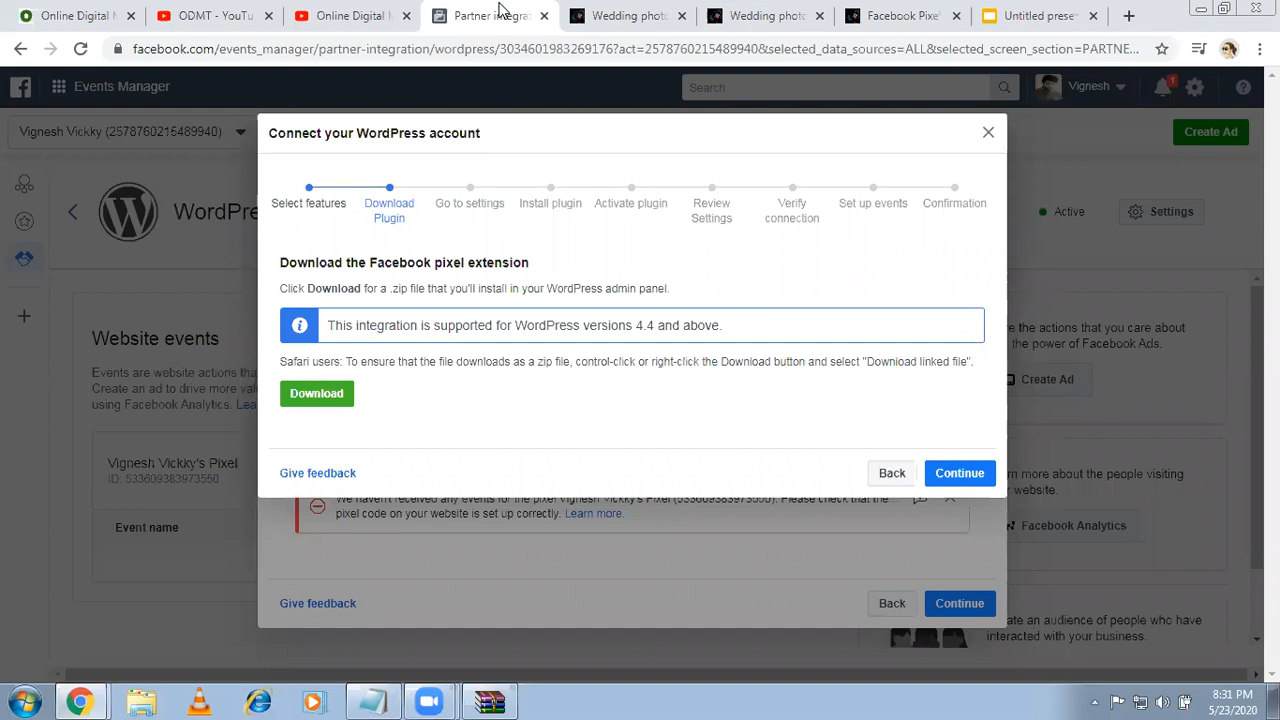 Online Digital M
ODMT - YouTu
Online Digital M
Partner integrat
Wedding photo
Wedding photo
Facebook Pixel
Untitled prese
facebook.com/events_manager/partner-integration/wordpress/3034601983269176?act=2578760215489940&selected_data_sources=ALL&selected_screen_section=PARTNE...
Events Manager
Search
Vignesh
1
Vignesh Vickky (2578760215489940)
Create Ad
WordPre
Active
Settings
Connect your WordPress account
Select features
Download Plugin
Go to settings
Install plugin
Activate plugin
Review Settings
Verify connection
Set up events
Confirmation
Download the Facebook pixel extension
Click Download for a .zip file that you'll install in your WordPress admin panel.
This integration is supported for WordPress versions 4.4 and above.
Safari users: To ensure that the file downloads as a zip file, control-click or right-click the Download button and select "Download linked file".
Download
Give feedback
Back
Continue
Website events
Events are website actions tha
Create an ad to drive more val
using Facebook Analytics. Lea
Vignesh Vickky's Pixel
ID: 533609383973550
Event name
e the actions that you care about
the power of Facebook Ads.
Create Ad
rn more about the people visiting
website.
Facebook Analytics
ate an audience of people who have
interacted with your business.
We haven't received any events for the pixel Vignesh Vickky's Pixel (533609383973550). Please check that the
pixel code on your website is set up correctly. Learn more.
Give feedback
Back
Continue
8:31 PM
5/23/2020